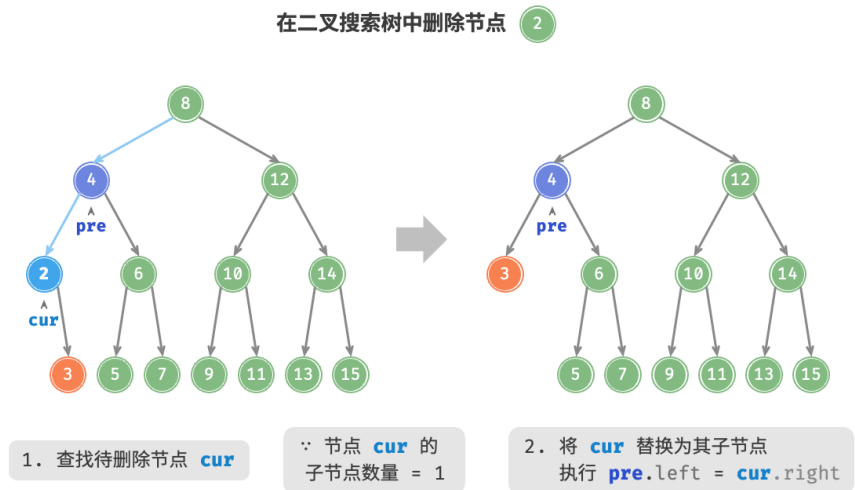 在二叉搜索树中删除节点 2
8 8
4 12 4 12
pre pre
2 6 10 14 3 6 10 14
cur
3 5 7 9 11 13 15 5 7 9 11 13 15
1. 查找待删除节点 cur
∵ 节点 cur 的
子节点数量 = 1
2. 将 cur 替换为其子节点
执行 pre.left = cur.right